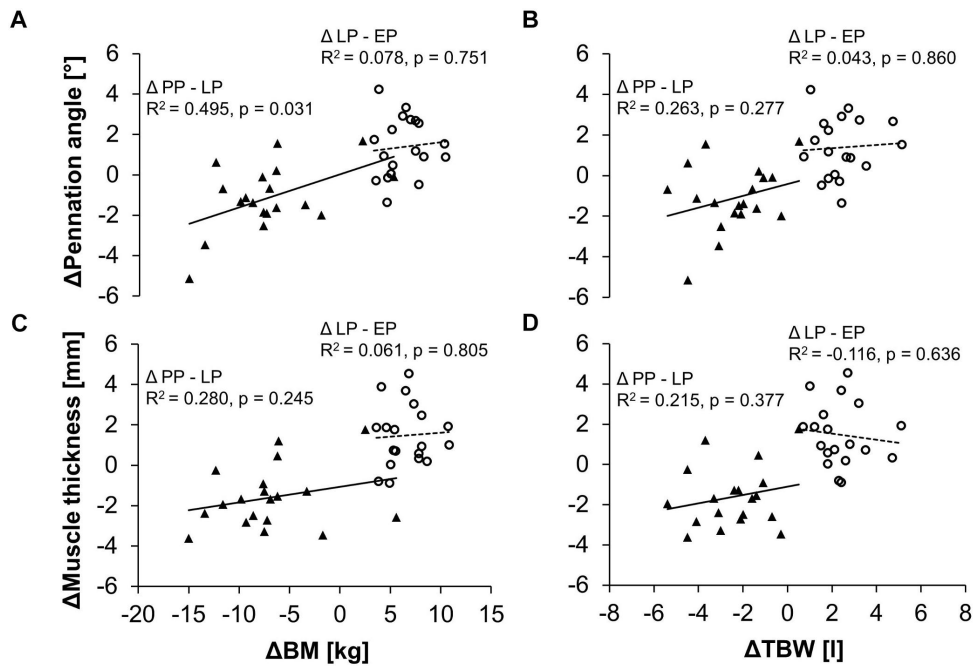 A
B
Δ LP - EP
R² = 0.078, p = 0.751
Δ LP - EP
R² = 0.043, p = 0.860
Δ PP - LP
R² = 0.495, p = 0.031
Δ PP - LP
R² = 0.263, p = 0.277
ΔPennation angle [°]
6
4
2
0
-2
-4
-6
6
4
2
0
-2
-4
-6
C
D
Δ LP - EP
R² = 0.061, p = 0.805
Δ LP - EP
R² = -0.116, p = 0.636
Δ PP - LP
R² = 0.280, p = 0.245
Δ PP - LP
R² = 0.215, p = 0.377
ΔMuscle thickness [mm]
6
4
2
0
-2
-4
-6
6
4
2
0
-2
-4
-6
-20 -15 -10 -5 0 5 10 15
-8 -6 -4 -2 0 2 4 6 8
ΔBM [kg]
ΔTBW [l]